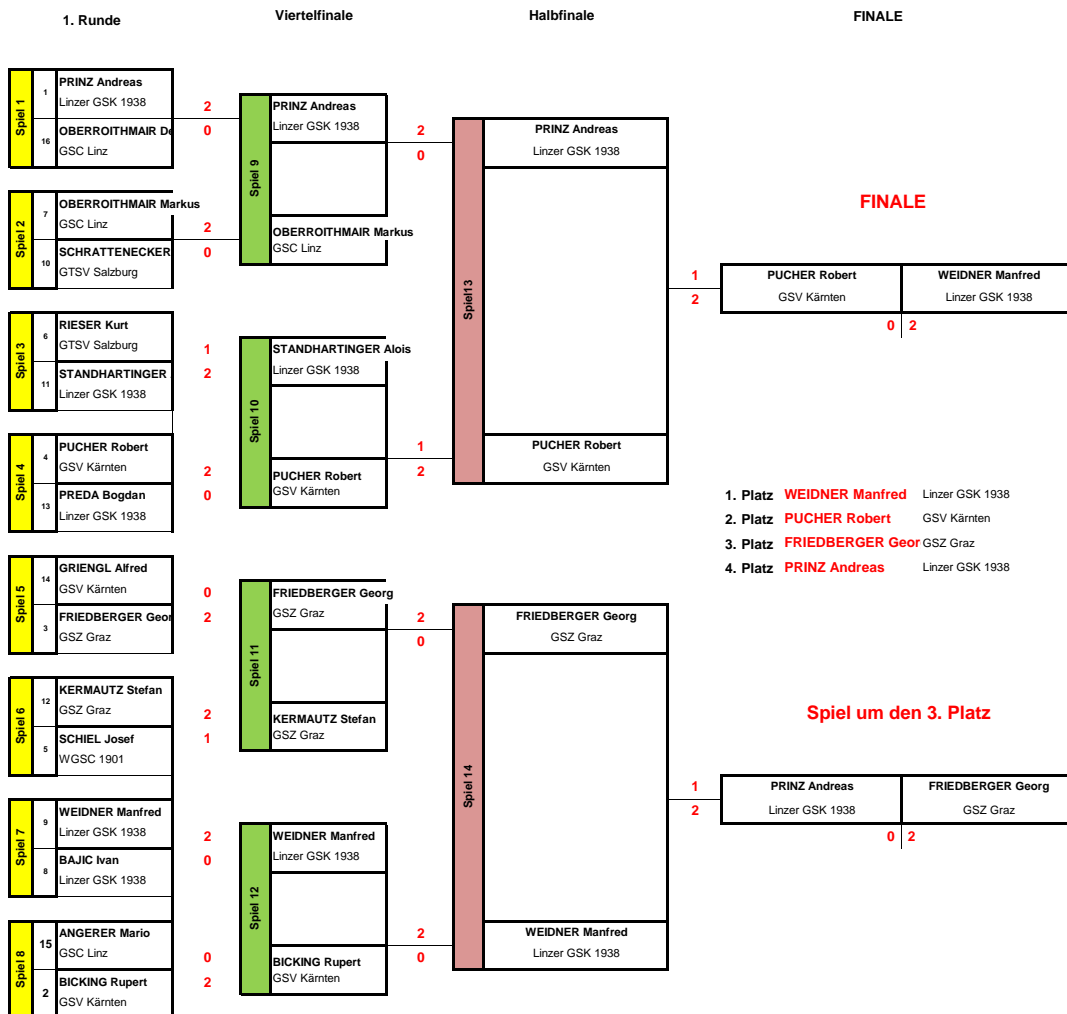 1. Runde
Viertelfinale
Halbfinale
FINALE
Spiel 1
1
PRINZ Andreas
Linzer GSK 1938
2
16
OBERROITHMAIR De
GSC Linz
0
Spiel 2
7
OBERROITHMAIR Markus
GSC Linz
2
10
SCHRATTENECKER
GTSV Salzburg
0
Spiel 3
6
RIESER Kurt
GTSV Salzburg
1
11
STANDHARTINGER
Linzer GSK 1938
2
Spiel 4
4
PUCHER Robert
GSV Kärnten
2
13
PREDA Bogdan
Linzer GSK 1938
0
Spiel 5
14
GRIENGL Alfred
GSV Kärnten
0
3
FRIEDBERGER Geor
GSZ Graz
2
Spiel 6
12
KERMAUTZ Stefan
GSZ Graz
2
5
SCHIEL Josef
WGSC 1901
1
Spiel 7
9
WEIDNER Manfred
Linzer GSK 1938
2
8
BAJIC Ivan
Linzer GSK 1938
0
Spiel 8
15
ANGERER Mario
GSC Linz
0
2
BICKING Rupert
GSV Kärnten
2
Spiel 9
PRINZ Andreas
Linzer GSK 1938
2
0
OBERROITHMAIR Markus
GSC Linz
Spiel 10
STANDHARTINGER Alois
Linzer GSK 1938
1
2
PUCHER Robert
GSV Kärnten
Spiel 11
FRIEDBERGER Georg
GSZ Graz
2
0
KERMAUTZ Stefan
GSZ Graz
Spiel 12
WEIDNER Manfred
Linzer GSK 1938
2
0
BICKING Rupert
GSV Kärnten
Spiel13
PRINZ Andreas
Linzer GSK 1938
1
2
PUCHER Robert
GSV Kärnten
Spiel 14
FRIEDBERGER Georg
GSZ Graz
1
2
WEIDNER Manfred
Linzer GSK 1938
FINALE
PUCHER Robert WEIDNER Manfred
GSV Kärnten Linzer GSK 1938
0 2
1. Platz WEIDNER Manfred Linzer GSK 1938
2. Platz PUCHER Robert GSV Kärnten
3. Platz FRIEDBERGER Geor GSZ Graz
4. Platz PRINZ Andreas Linzer GSK 1938
Spiel um den 3. Platz
PRINZ Andreas FRIEDBERGER Georg
Linzer GSK 1938 GSZ Graz
0 2